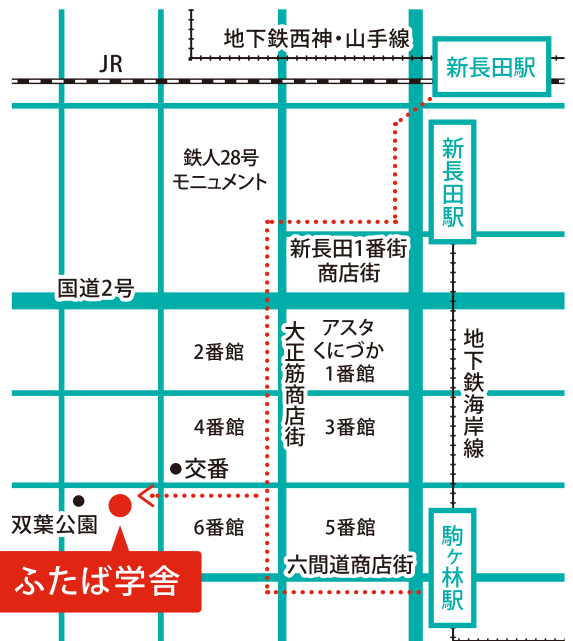 地下鉄西神・山手線
JR
新長田駅
新長田駅
鉄人28号
モニュメント
新長田1番街
商店街
国道2号
大正筋商店街
アスタ
くにづか
1番館
2番館
地下鉄海岸線
4番館
3番館
交番
双葉公園
6番館
5番館
駒ヶ林駅
六間道商店街
ふたば学舎